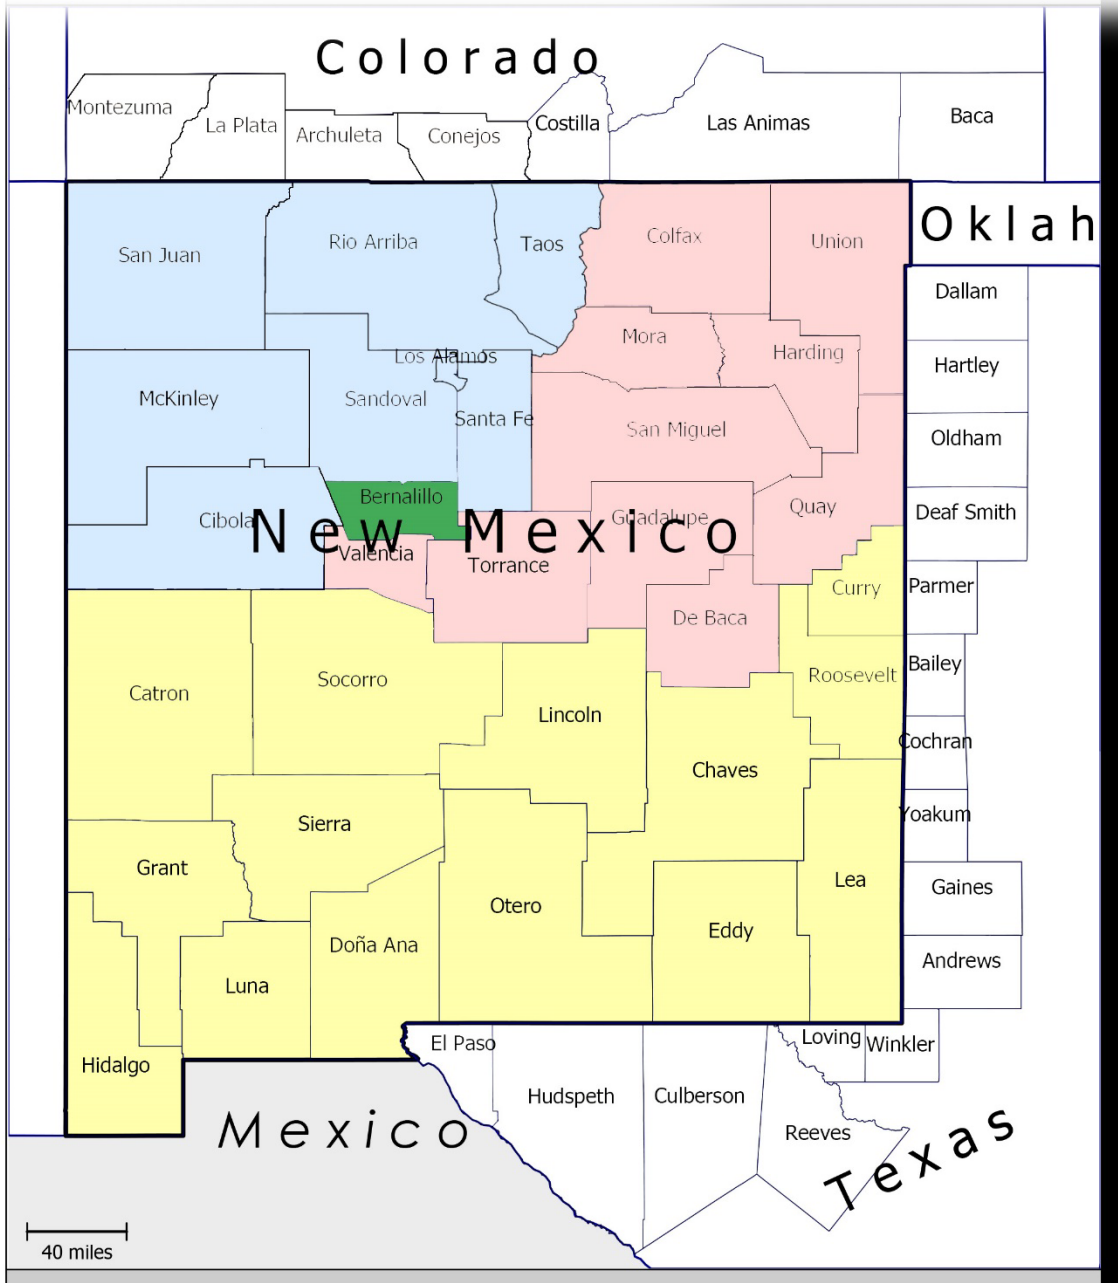 Colorado
Montezuma
La Plata
Archuleta
Conejos
Costilla
Las Animas
Baca
Oklah
San Juan
Rio Arriba
Taos
Colfax
Union
Dallam
Mora
Harding
Hartley
Los Alamos
McKinley
Sandoval
Santa Fe
San Miguel
Oldham
Bernalillo
Quay
Deaf Smith
Cibola
Guadalupe
New Mexico
Valencia
Torrance
Curry
Parmer
De Baca
Bailey
Catron
Socorro
Roosevelt
Lincoln
Cochran
Chaves
Sierra
Yoakum
Grant
Lea
Gaines
Otero
Eddy
Doña Ana
Andrews
Luna
El Paso
Loving
Winkler
Hidalgo
Hudspeth
Culberson
Mexico
Reeves
Texas
40 miles